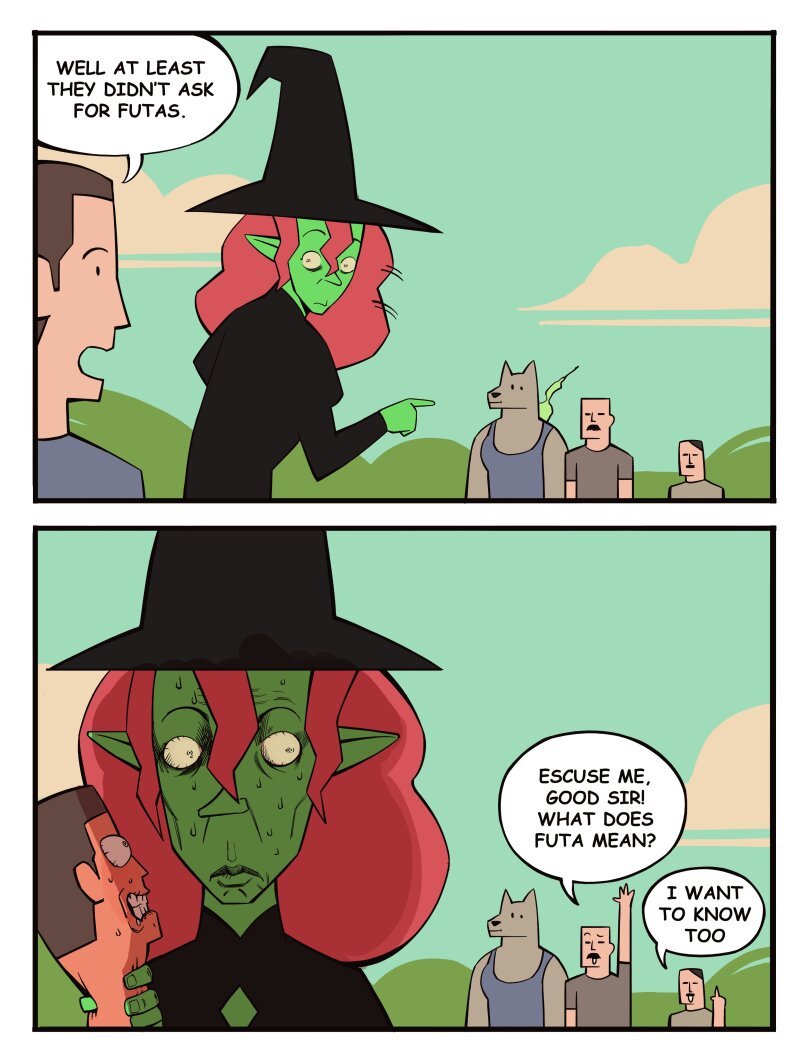 WELL AT LEAST
THEY DIDN'T ASK
FOR FUTAS.
ESCUSE ME,
GOOD SIR!
WHAT DOES
FUTA MEAN?
I WANT
TO KNOW
TOO